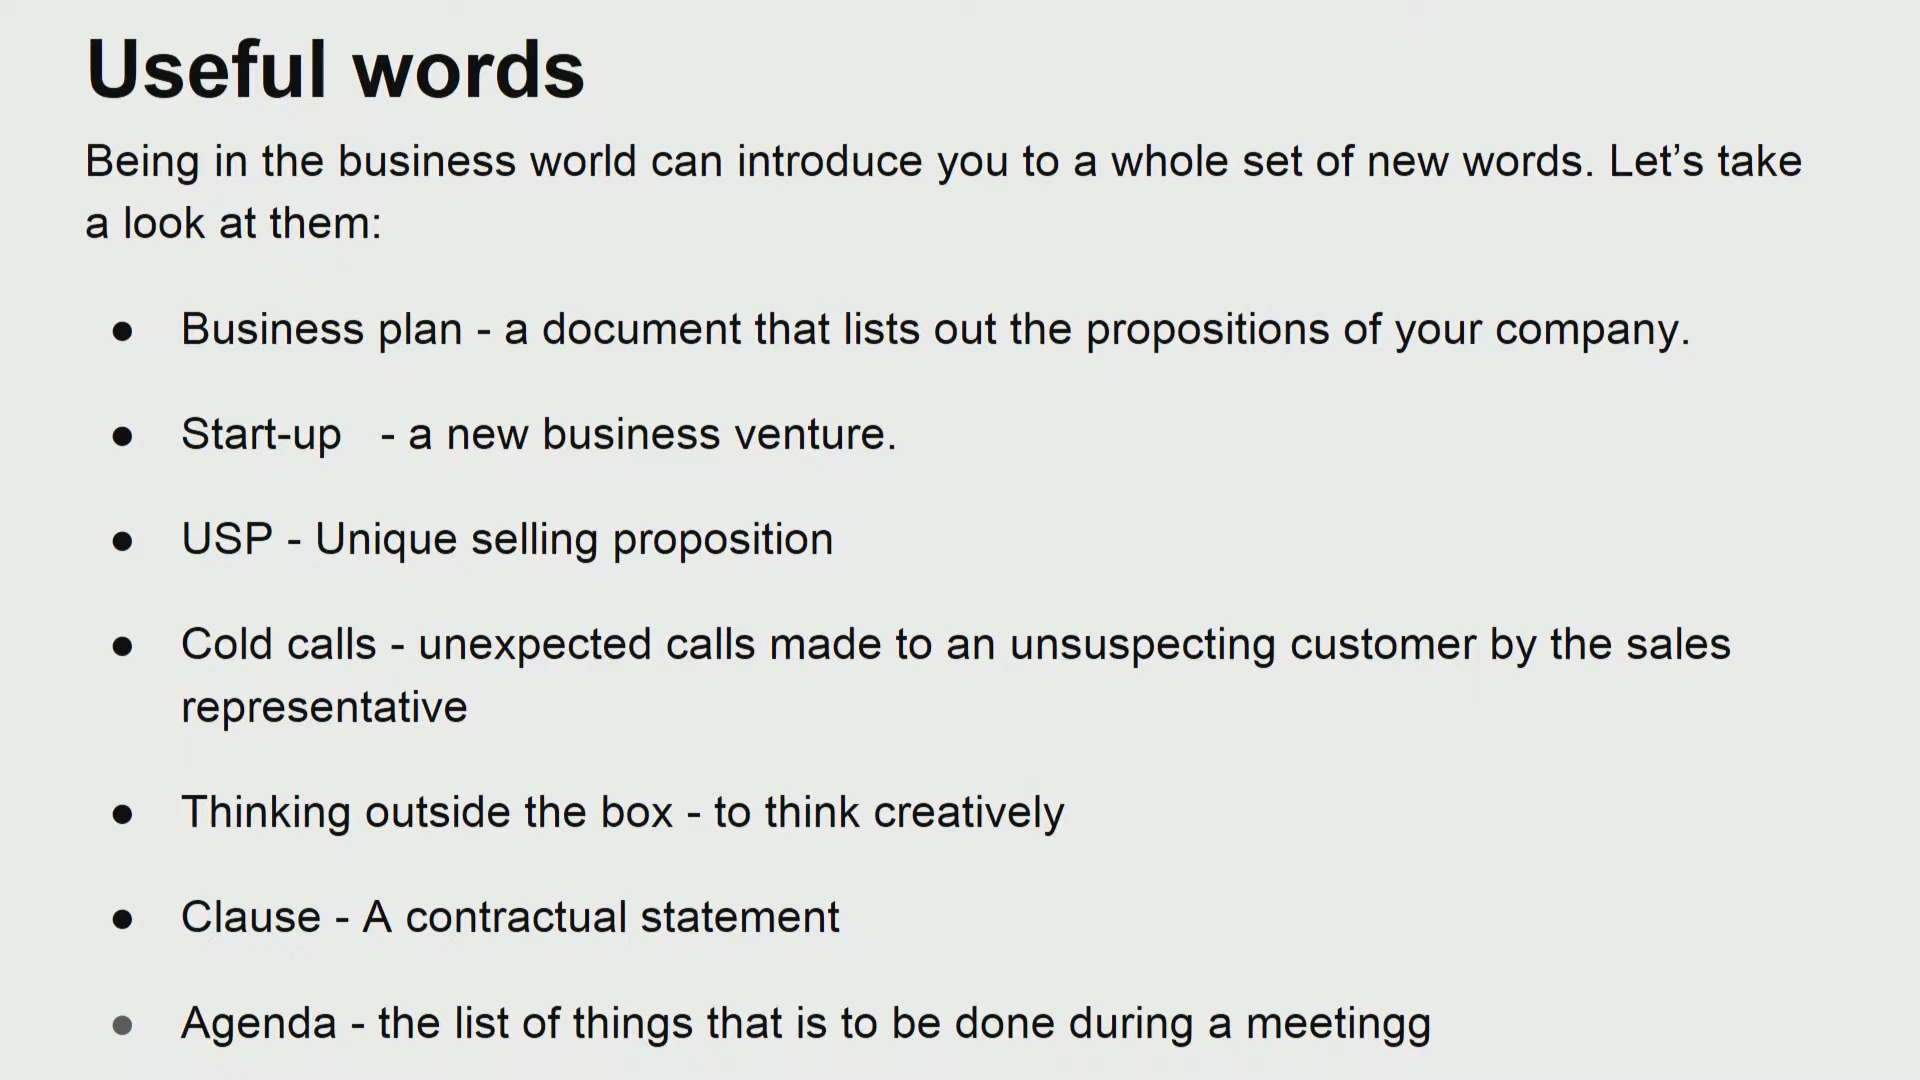 Useful words
Being in the business world can introduce you to a whole set of new words. Let’s take
a look at them:
● Business plan - a document that lists out the propositions of your company.
● Start-up   - a new business venture.
● USP - Unique selling proposition
● Cold calls - unexpected calls made to an unsuspecting customer by the sales
representative
● Thinking outside the box - to think creatively
● Clause - A contractual statement
● Agenda - the list of things that is to be done during a meetingg